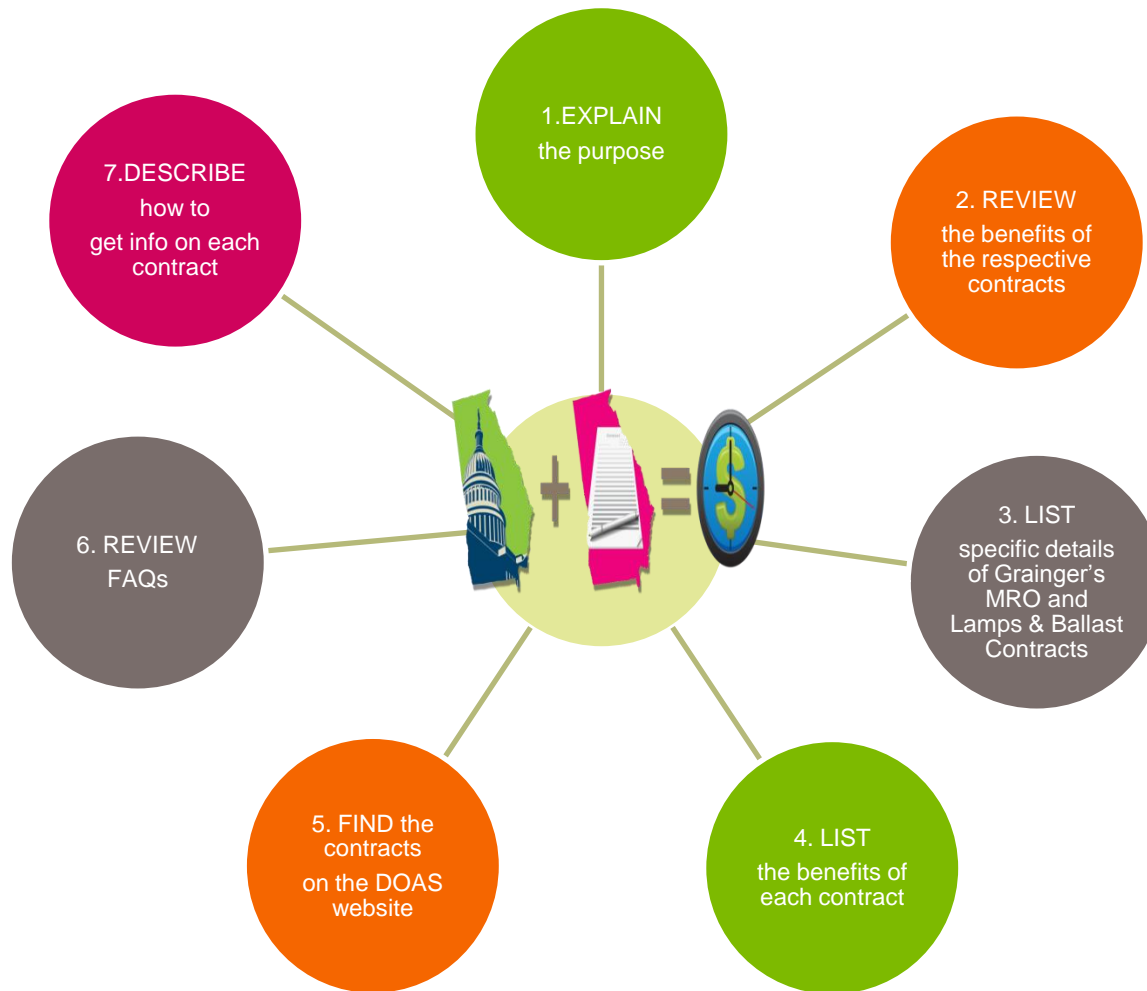 1.EXPLAIN
the purpose
2. REVIEW
the benefits of
the respective
contracts
3. LIST
specific details
of Grainger’s
MRO and
Lamps & Ballast
Contracts
4. LIST
the benefits of
each contract
5. FIND the
contracts
on the DOAS
website
6. REVIEW
FAQs
7.DESCRIBE
how to
get info on each
contract
+
=
$